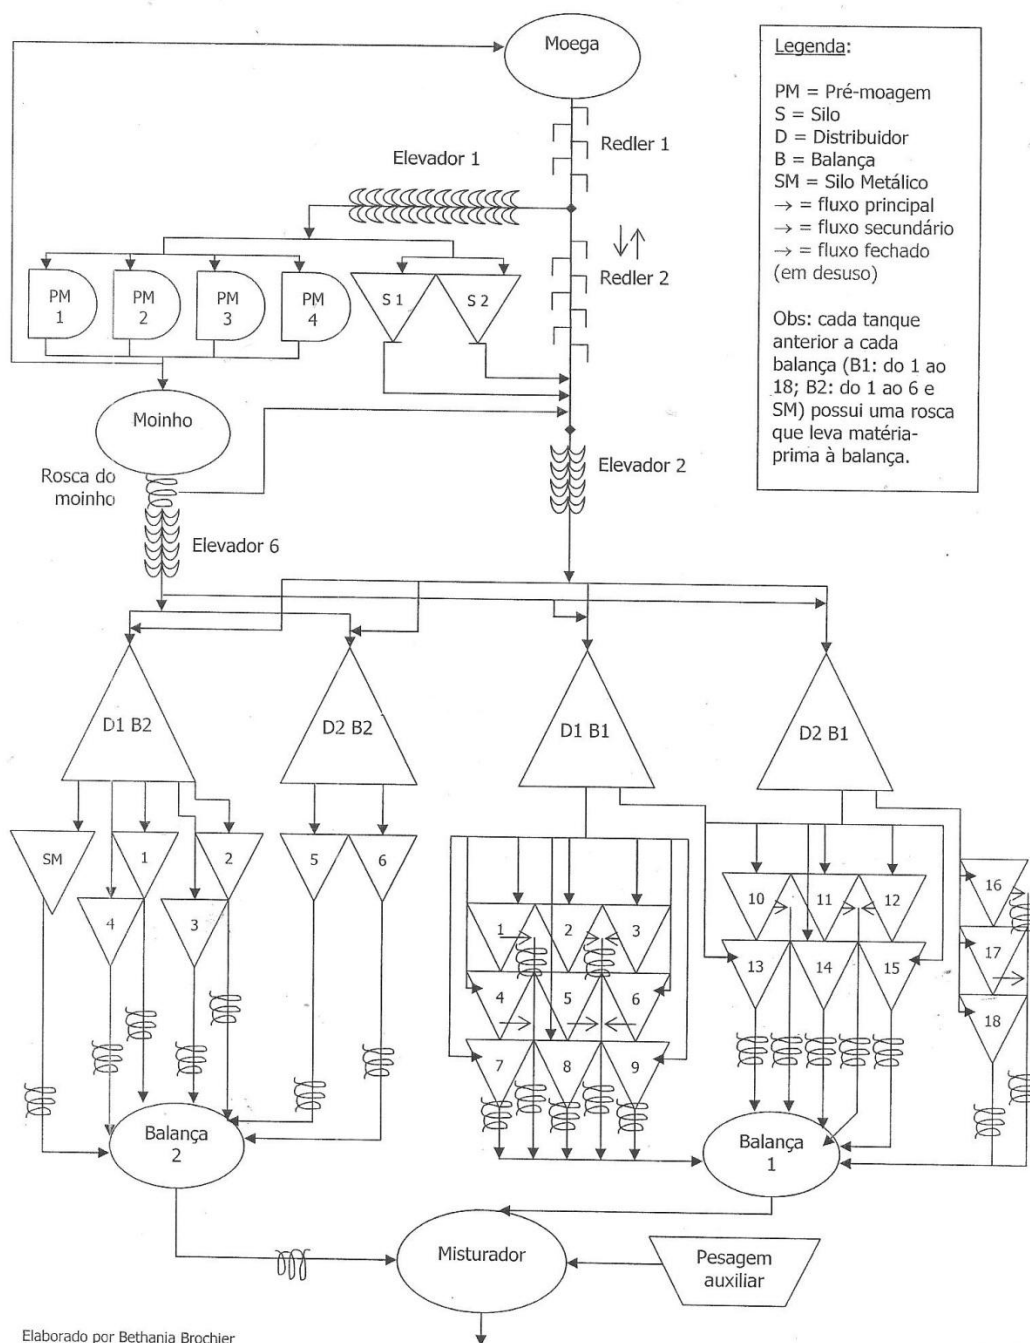 Moega
Legenda:
PM = Pré-moagem
S = Silo
D = Distribuidor
B = Balança
SM = Silo Metálico
→ = fluxo principal
→ = fluxo secundário
→ = fluxo fechado
(em desuso)
Obs: cada tanque
anterior a cada
balança (B1: do 1 ao
18; B2: do 1 ao 6 e
SM) possui uma rosca
que leva matéria-
prima à balança.
Redler 1
Elevador 1
Redler 2
PM
1
PM
2
PM
3
PM
4
S 1
S 2
Moinho
Rosca do
moinho
Elevador 2
Elevador 6
D1 B2
D2 B2
D1 B1
D2 B1
SM
1
2
4
3
5
6
1
2
3
4
5
6
7
8
9
10
11
12
13
14
15
16
17
18
Balança
2
Balança
1
Misturador
Pesagem
auxiliar
Elaborado por Bethania Brochier